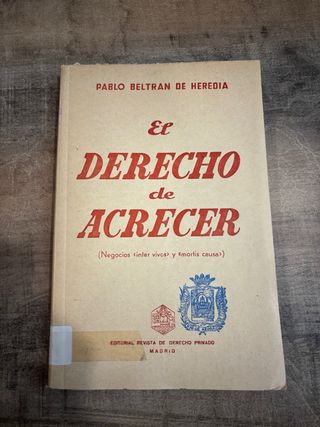 PABLO BELTRAN DE HEREDIA
El
DERECHO
de
ACRECER
(Negocios «inter vivos» y «mortis causa»)
EDITORIAL REVISTA DE DERECHO PRIVADO
MADRID